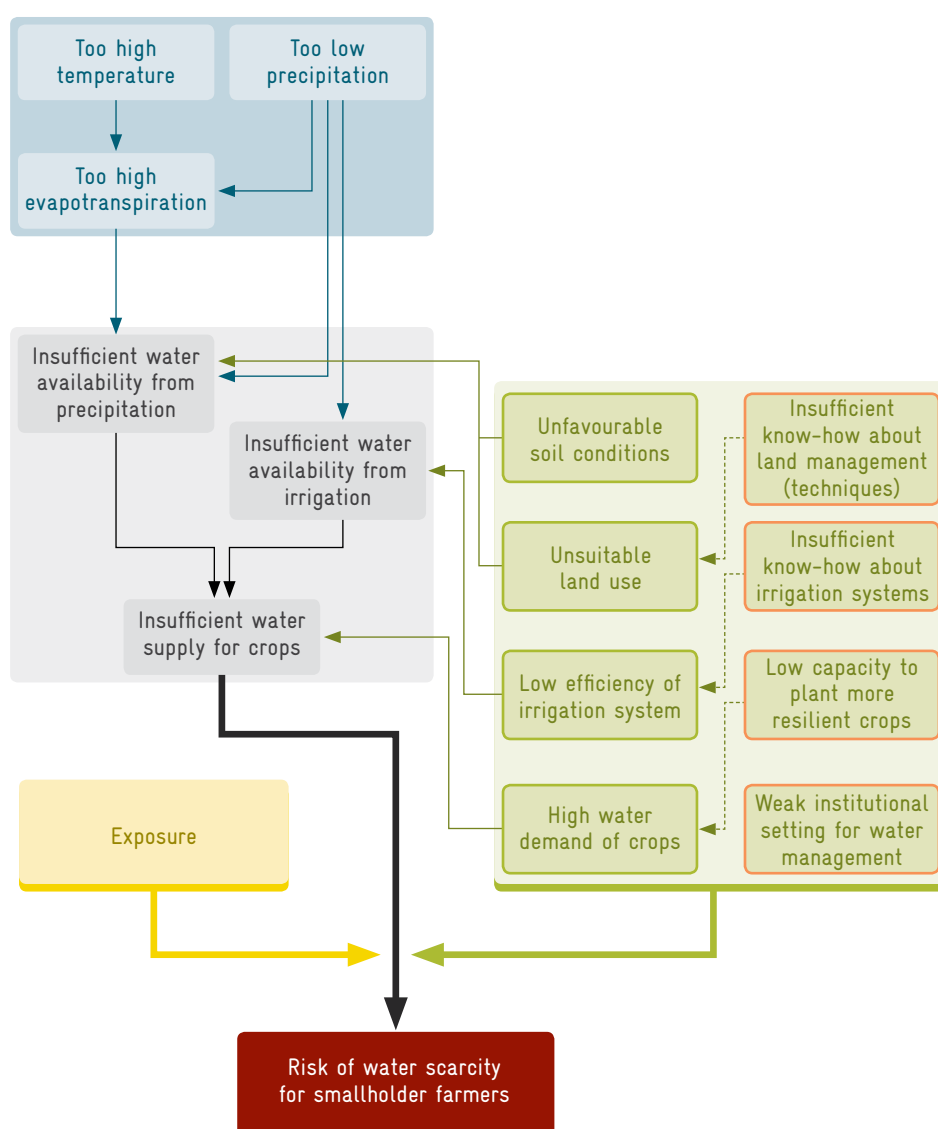 Too high
temperature
Too low
precipitation
Too high
evapotranspiration
Insufficient water
availability from
precipitation
Insufficient water
availability from
irrigation
Insufficient water
supply for crops
Unfavourable
soil conditions
Insufficient
know-how about
land management
(techniques)
Unsuitable
land use
Insufficient
know-how about
irrigation systems
Low efficiency of
irrigation system
Low capacity to
plant more
resilient crops
High water
demand of crops
Weak institutional
setting for water
management
Exposure
Risk of water scarcity
for smallholder farmers